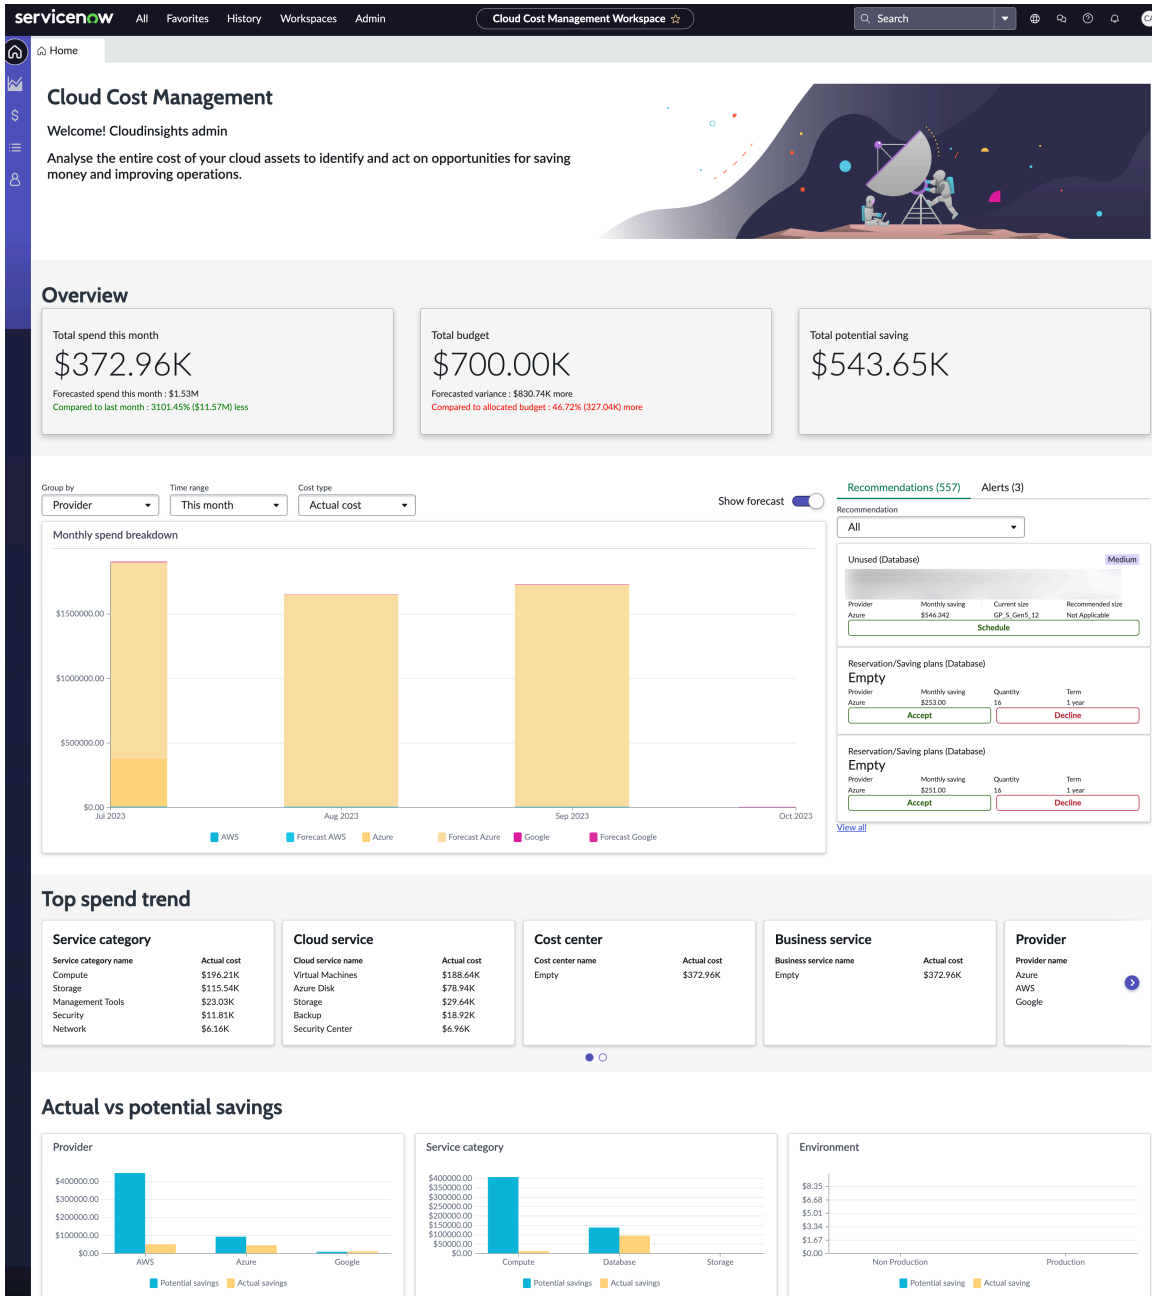 servicenow All Favorites History Workspaces Admin Cloud Cost Management Workspace Search
Home
Cloud Cost Management
Welcome! Cloudinsights admin
Analyse the entire cost of your cloud assets to identify and act on opportunities for saving
money and improving operations.
Overview
Total spend this month
$372.96K
Forecasted spend this month : $1.53M
Compared to last month : 3101.45% ($11.57M) less
Total budget
$700.00K
Forecasted variance : $830.74K more
Compared to allocated budget : 46.72% (327.04K) more
Total potential saving
$543.65K
Group by Time range Cost type
Provider This month Actual cost
Show forecast
Monthly spend breakdown
$1500000.00
$1000000.00
$500000.00
$0.00
Jul 2023 Aug 2023 Sep 2023 Oct 2023
AWS Forecast AWS Azure Forecast Azure Google Forecast Google
Recommendations (557) Alerts (3)
Recommendation
All
Unused (Database) Medium
Provider Monthly saving Current size Recommended size
Azure $546.342 GP_S_Gen5_12 Not Applicable
Schedule
Reservation/Saving plans (Database)
Empty
Provider Monthly saving Quantity Term
Azure $253.00 16 1 year
Accept Decline
Reservation/Saving plans (Database)
Empty
Provider Monthly saving Quantity Term
Azure $251.00 16 1 year
Accept Decline
View all
Top spend trend
Service category
Service category name Actual cost
Compute $196.21K
Storage $115.54K
Management Tools $23.03K
Security $11.81K
Network $6.16K
Cloud service
Cloud service name Actual cost
Virtual Machines $188.64K
Azure Disk $78.94K
Storage $29.64K
Backup $18.92K
Security Center $6.96K
Cost center
Cost center name Actual cost
Empty $372.96K
Business service
Business service name Actual cost
Empty $372.96K
Provider
Provider name
Azure
AWS
Google
Actual vs potential savings
Provider
$400000.00
$300000.00
$200000.00
$100000.00
$0.00
AWS Azure Google
Potential savings Actual savings
Service category
$400000.00
$350000.00
$300000.00
$250000.00
$200000.00
$150000.00
$100000.00
$50000.00
$0.00
Compute Database Storage
Potential savings Actual savings
Environment
$8.35
$6.68
$5.01
$3.34
$1.67
$0.00
Non Production Production
Potential saving Actual saving